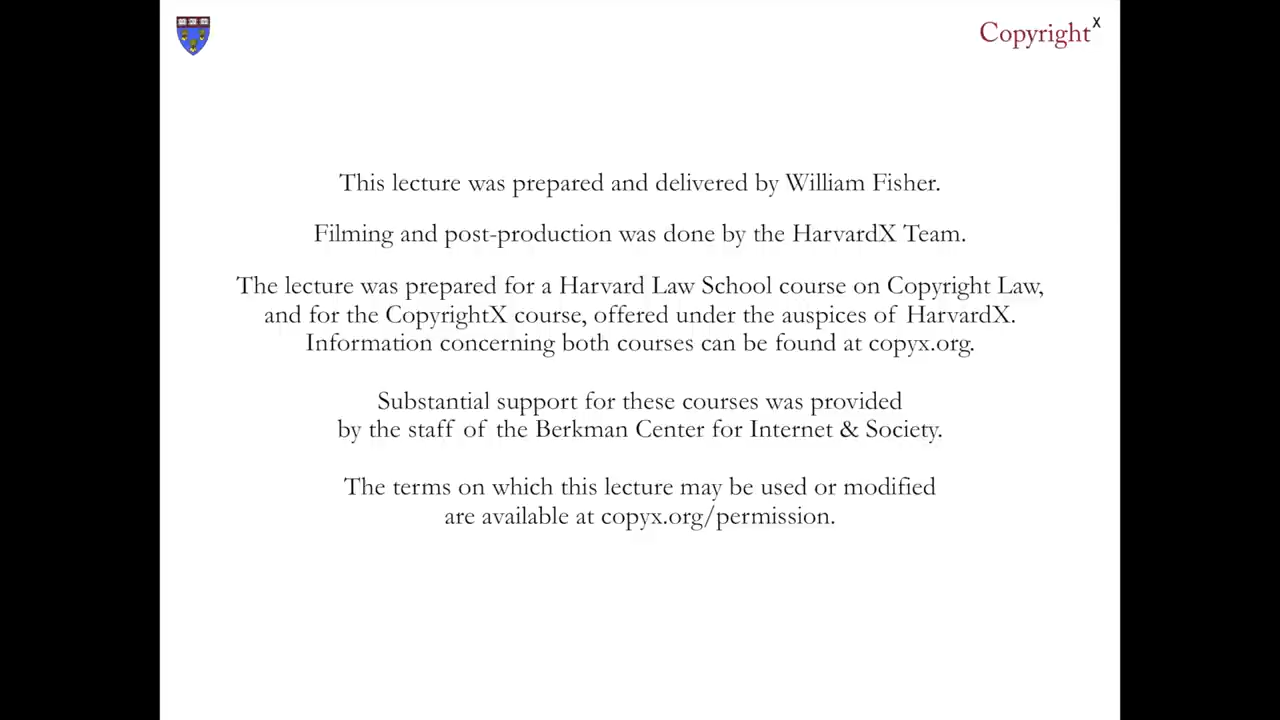 Copyright^X
This lecture was prepared and delivered by William Fisher.
Filming and post-production was done by the HarvardX Team.
The lecture was prepared for a Harvard Law School course on Copyright Law,
and for the CopyrightX course, offered under the auspices of HarvardX.
Information concerning both courses can be found at copyx.org.
Substantial support for these courses was provided
by the staff of the Berkman Center for Internet & Society.
The terms on which this lecture may be used or modified
are available at copyx.org/permission.